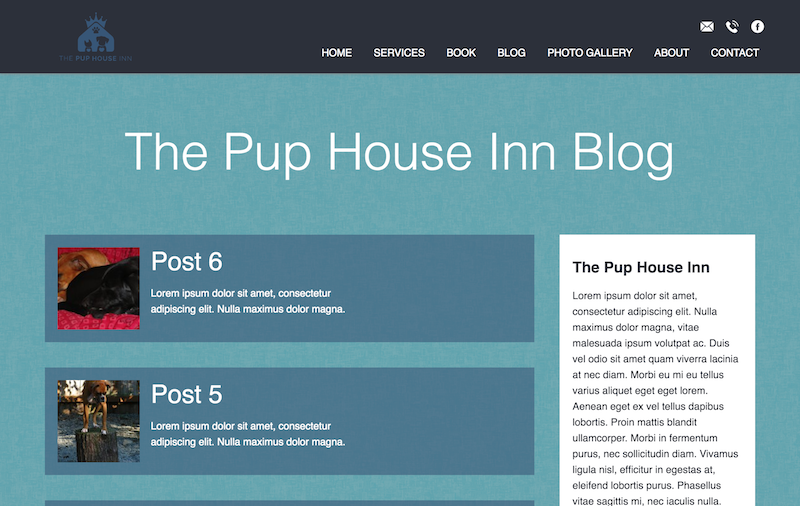 THE PUP HOUSE INN
HOME SERVICES BOOK BLOG PHOTO GALLERY ABOUT CONTACT
The Pup House Inn Blog
Post 6
Lorem ipsum dolor sit amet, consectetur
adipiscing elit. Nulla maximus dolor magna.
Post 5
Lorem ipsum dolor sit amet, consectetur
adipiscing elit. Nulla maximus dolor magna.
The Pup House Inn
Lorem ipsum dolor sit amet,
consectetur adipiscing elit. Nulla
maximus dolor magna, vitae
malesuada ipsum volutpat ac. Duis
vel odio sit amet quam viverra lacinia
at nec diam. Morbi eu mi eu tellus
varius aliquet eget eget lorem.
Aenean eget ex vel tellus dapibus
lobortis. Proin mattis blandit
ullamcorper. Morbi in fermentum
purus, nec sollicitudin diam. Vivamus
ligula nisl, efficitur in egestas at,
eleifend lobortis purus. Phasellus
vitae sagittis mi, nec iaculis nulla.